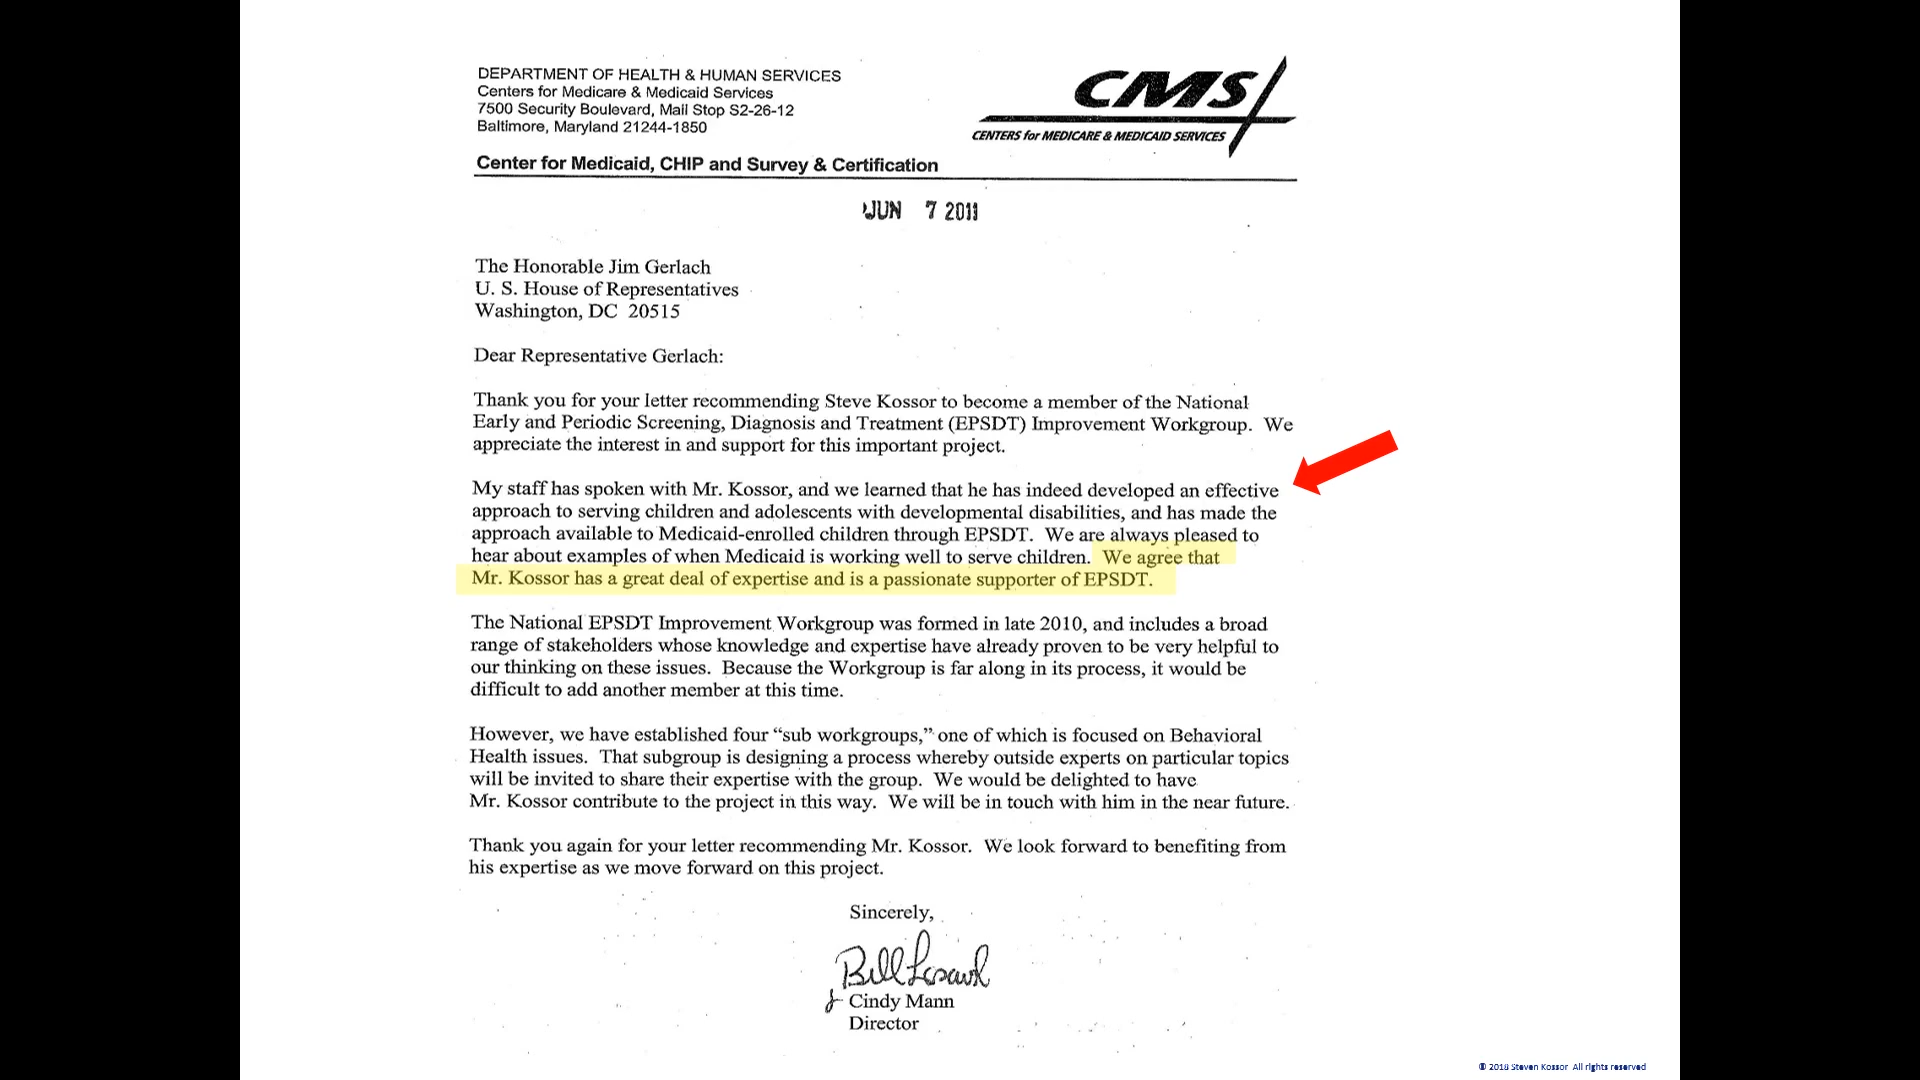 DEPARTMENT OF HEALTH & HUMAN SERVICES
Centers for Medicare & Medicaid Services
7500 Security Boulevard, Mail Stop S2-26-12
Baltimore, Maryland 21244-1850
CMS
CENTERS for MEDICARE & MEDICAID SERVICES
Center for Medicaid, CHIP and Survey & Certification
JUN 7 2011
The Honorable Jim Gerlach
U. S. House of Representatives
Washington, DC 20515
Dear Representative Gerlach:
Thank you for your letter recommending Steve Kossor to become a member of the National
Early and Periodic Screening, Diagnosis and Treatment (EPSDT) Improvement Workgroup. We
appreciate the interest in and support for this important project.
My staff has spoken with Mr. Kossor, and we learned that he has indeed developed an effective
approach to serving children and adolescents with developmental disabilities, and has made the
approach available to Medicaid-enrolled children through EPSDT. We are always pleased to
hear about examples of when Medicaid is working well to serve children. We agree that
Mr. Kossor has a great deal of expertise and is a passionate supporter of EPSDT.
The National EPSDT Improvement Workgroup was formed in late 2010, and includes a broad
range of stakeholders whose knowledge and expertise have already proven to be very helpful to
our thinking on these issues. Because the Workgroup is far along in its process, it would be
difficult to add another member at this time.
However, we have established four “sub workgroups,” one of which is focused on Behavioral
Health issues. That subgroup is designing a process whereby outside experts on particular topics
will be invited to share their expertise with the group. We would be delighted to have
Mr. Kossor contribute to the project in this way. We will be in touch with him in the near future.
Thank you again for your letter recommending Mr. Kossor. We look forward to benefiting from
his expertise as we move forward on this project.
Sincerely,
Bill
Cindy Mann
Director
© 2018 Steven Kossor All rights reserved